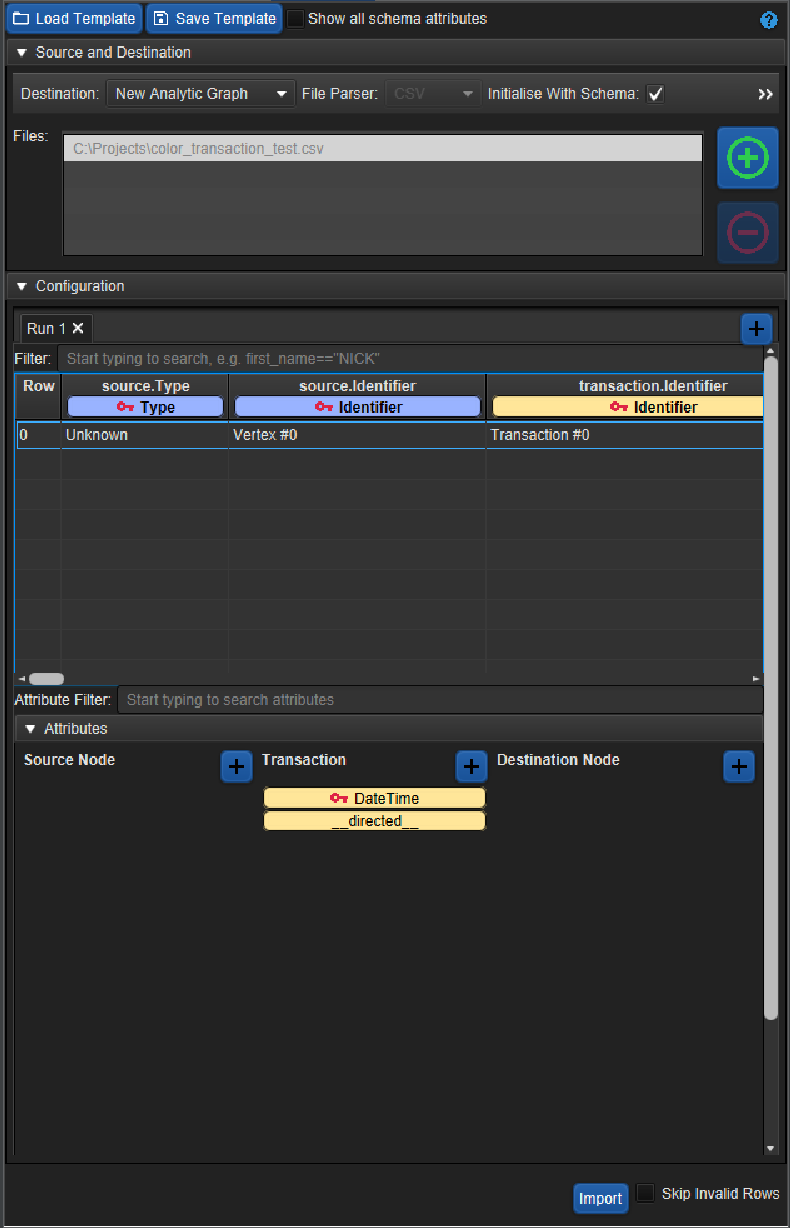 Load Template Save Template Show all schema attributes ?
Source and Destination
Destination: New Analytic Graph File Parser: CSV Initialise With Schema:
Files:
C:\Projects\color_transaction_test.csv
Configuration
Run 1
Filter: Start typing to search, e.g. first_name=="NICK"
Row source.Type source.Identifier transaction.Identifier
Type Identifier Identifier
0 Unknown Vertex #0 Transaction #0
Attribute Filter: Start typing to search attributes
Attributes
Source Node Transaction Destination Node
DateTime
__directed__
Import Skip Invalid Rows